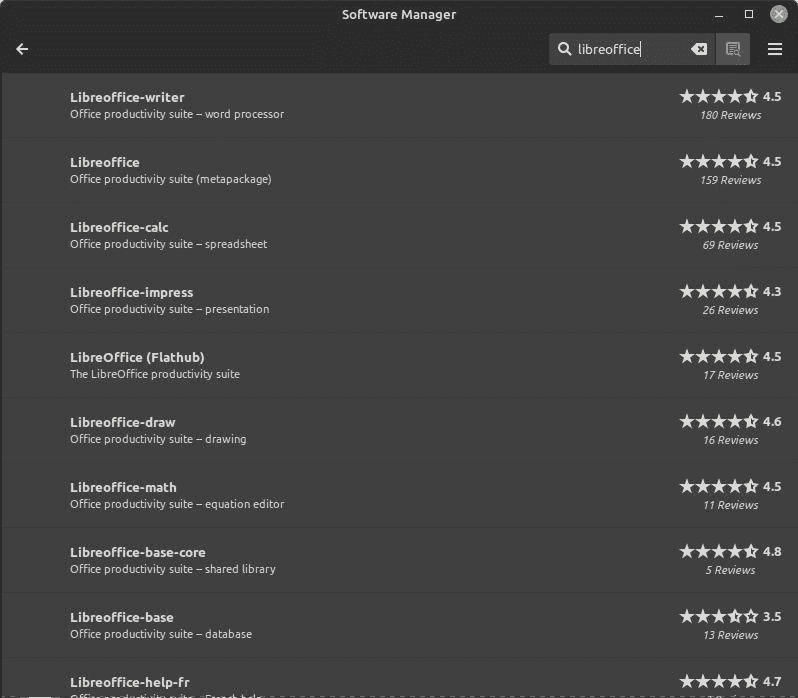 Software Manager
libreoffice
Libreoffice-writer 4.5
Office productivity suite – word processor 180 Reviews
Libreoffice 4.5
Office productivity suite (metapackage) 159 Reviews
Libreoffice-calc 4.5
Office productivity suite – spreadsheet 69 Reviews
Libreoffice-impress 4.3
Office productivity suite – presentation 26 Reviews
LibreOffice (Flathub) 4.5
The LibreOffice productivity suite 17 Reviews
Libreoffice-draw 4.6
Office productivity suite – drawing 16 Reviews
Libreoffice-math 4.5
Office productivity suite – equation editor 11 Reviews
Libreoffice-base-core 4.8
Office productivity suite – shared library 5 Reviews
Libreoffice-base 3.5
Office productivity suite – database 13 Reviews
Libreoffice-help-fr 4.7
Office productivity suite – French help